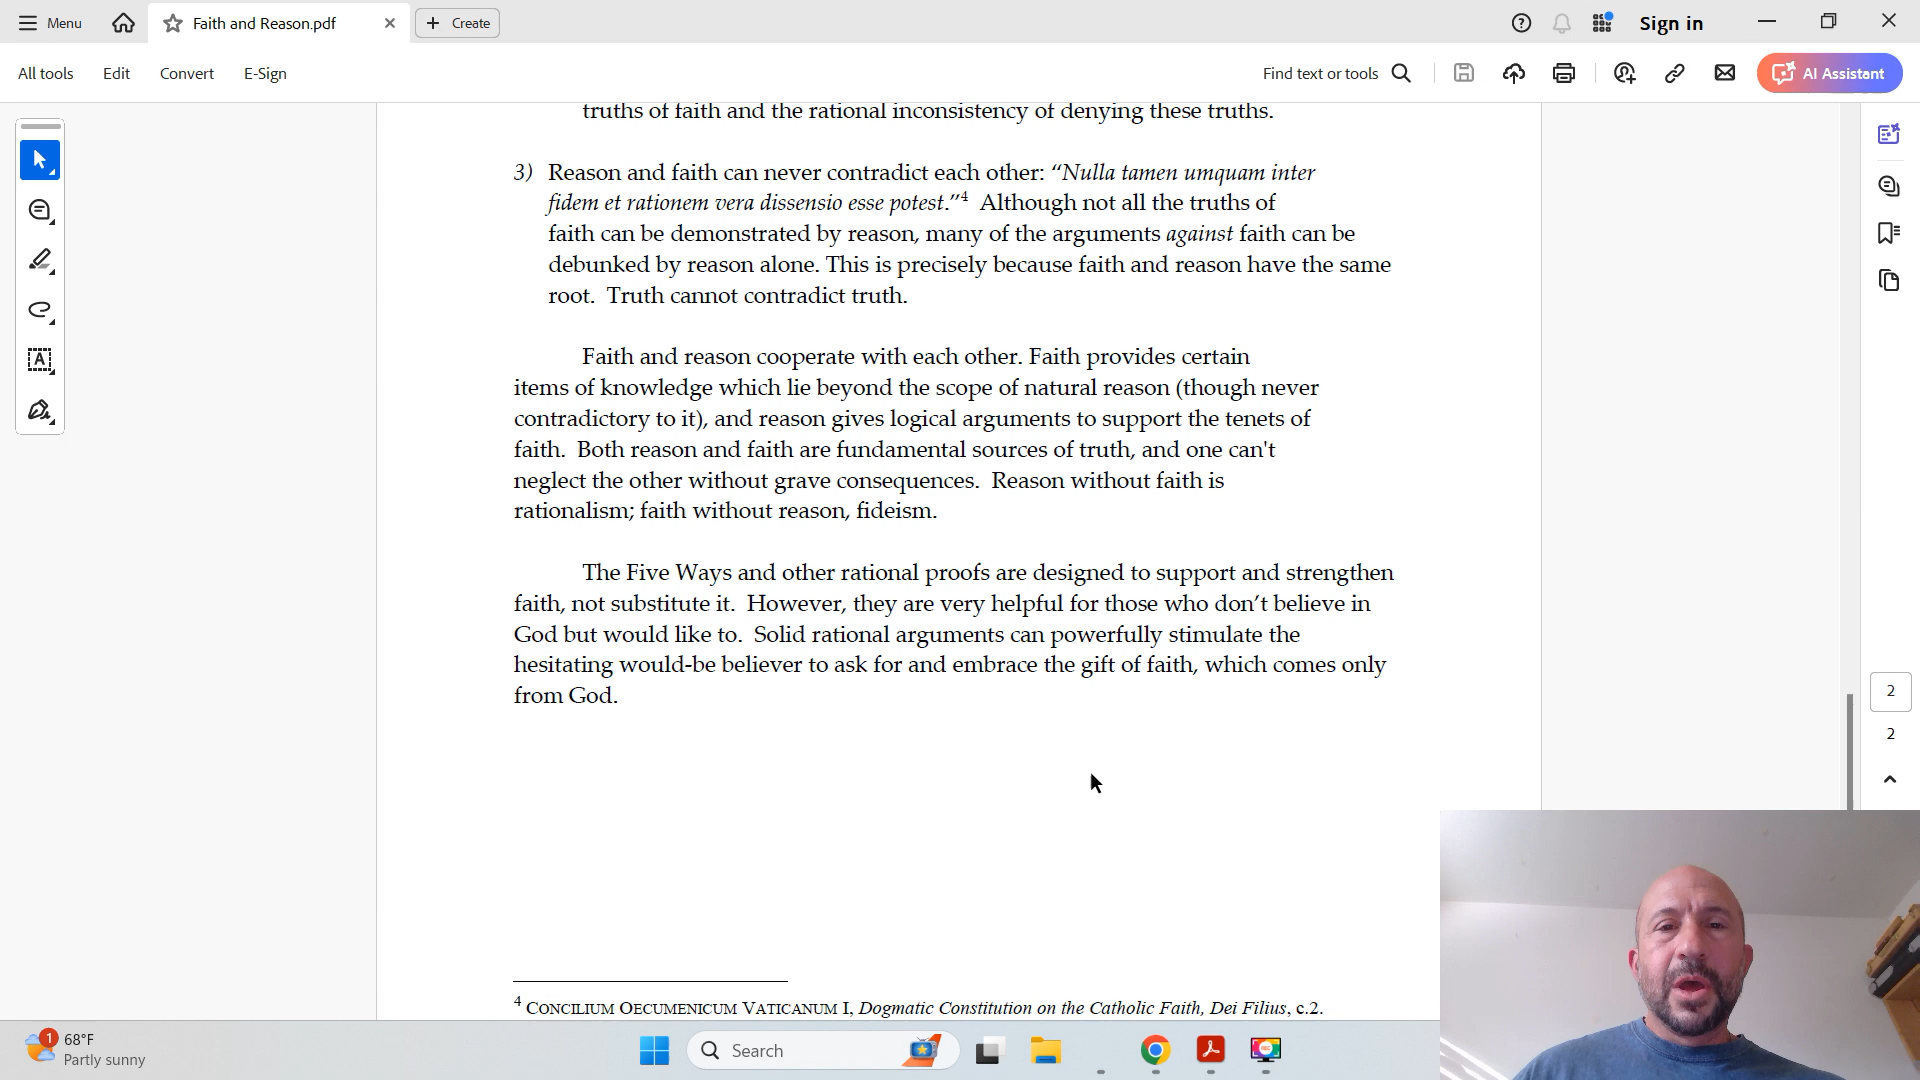 Menu
Faith and Reason.pdf
Create
Sign in
All tools
Edit
Convert
E-Sign
Find text or tools
AI Assistant
truths of faith and the rational inconsistency of denying these truths.
3) Reason and faith can never contradict each other: “Nulla tamen umquam inter
fidem et rationem vera dissensio esse potest.”4 Although not all the truths of
faith can be demonstrated by reason, many of the arguments against faith can be
debunked by reason alone. This is precisely because faith and reason have the same
root. Truth cannot contradict truth.
Faith and reason cooperate with each other. Faith provides certain
items of knowledge which lie beyond the scope of natural reason (though never
contradictory to it), and reason gives logical arguments to support the tenets of
faith. Both reason and faith are fundamental sources of truth, and one can't
neglect the other without grave consequences. Reason without faith is
rationalism; faith without reason, fideism.
The Five Ways and other rational proofs are designed to support and strengthen
faith, not substitute it. However, they are very helpful for those who don’t believe in
God but would like to. Solid rational arguments can powerfully stimulate the
hesitating would-be believer to ask for and embrace the gift of faith, which comes only
from God.
2
2
4 CONCILIUM OECUMENICUM VATICANUM I, Dogmatic Constitution on the Catholic Faith, Dei Filius, c.2.
1
68°F
Partly sunny
Search